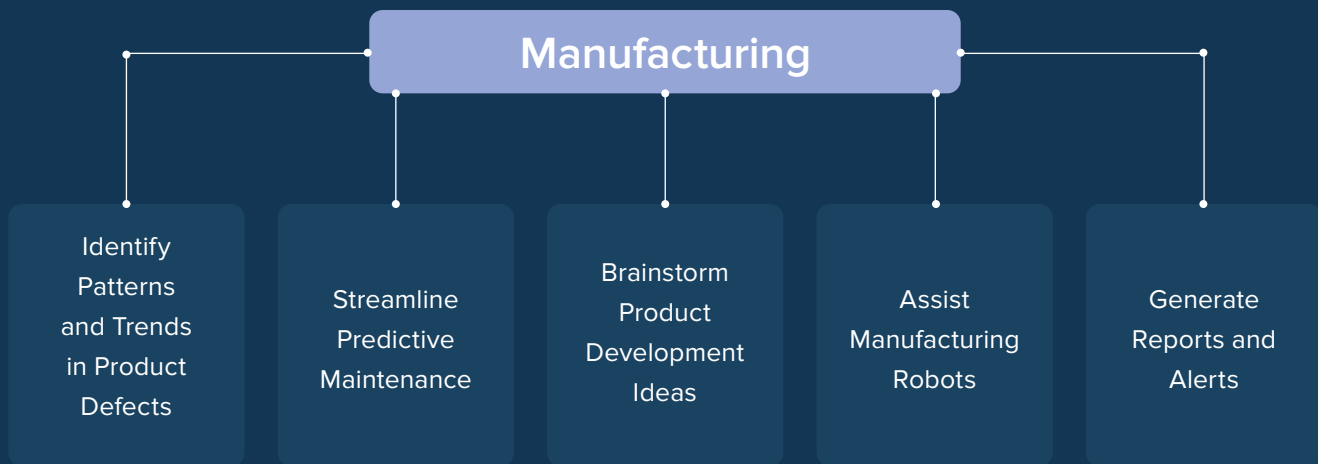 Manufacturing
Identify
Patterns
and Trends
in Product
Defects
Streamline
Predictive
Maintenance
Brainstorm
Product
Development
Ideas
Assist
Manufacturing
Robots
Generate
Reports and
Alerts